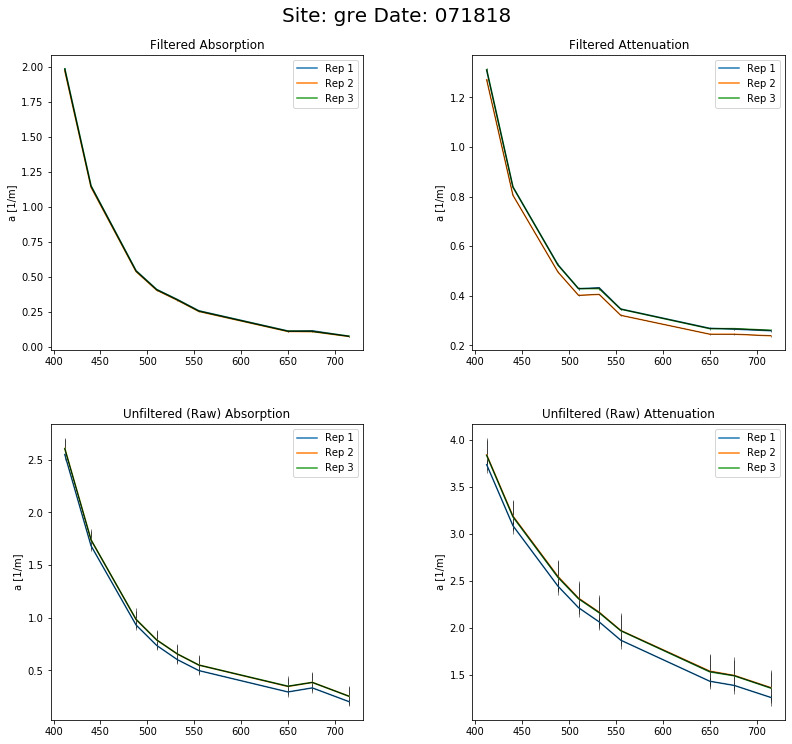 Site: gre Date: 071818
Filtered Absorption
a [1/m]
2.00
1.75
1.50
1.25
1.00
0.75
0.50
0.25
0.00
400 450 500 550 600 650 700
Rep 1
Rep 2
Rep 3
Filtered Attenuation
a [1/m]
1.2
1.0
0.8
0.6
0.4
0.2
400 450 500 550 600 650 700
Rep 1
Rep 2
Rep 3
Unfiltered (Raw) Absorption
a [1/m]
2.5
2.0
1.5
1.0
0.5
400 450 500 550 600 650 700
Rep 1
Rep 2
Rep 3
Unfiltered (Raw) Attenuation
a [1/m]
4.0
3.5
3.0
2.5
2.0
1.5
400 450 500 550 600 650 700
Rep 1
Rep 2
Rep 3